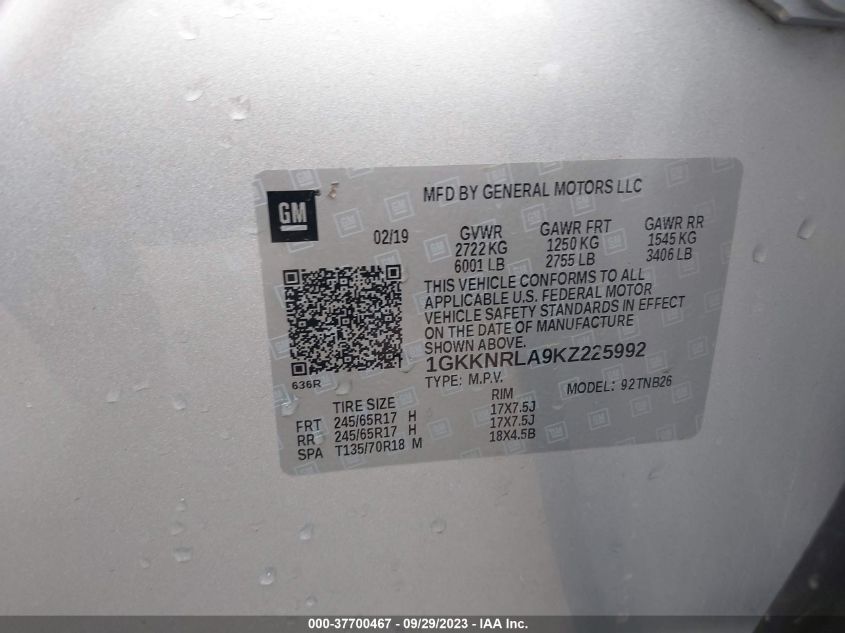 GM
MFD BY GENERAL MOTORS LLC
02/19 GVWR GAWR FRT GAWR RR
2722 KG 1250 KG 1545 KG
6001 LB 2755 LB 3406 LB
THIS VEHICLE CONFORMS TO ALL
APPLICABLE U.S. FEDERAL MOTOR
VEHICLE SAFETY STANDARDS IN EFFECT
ON THE DATE OF MANUFACTURE
SHOWN ABOVE.
1GKKNRLA9KZ225992
636R
TYPE: M.P.V. MODEL: 92TNB26
TIRE SIZE RIM
FRT 245/65R17 H 17X7.5J
RR 245/65R17 H 17X7.5J
SPA T135/70R18 M 18X4.5B
000-37700467 - 09/29/2023 - IAA Inc.